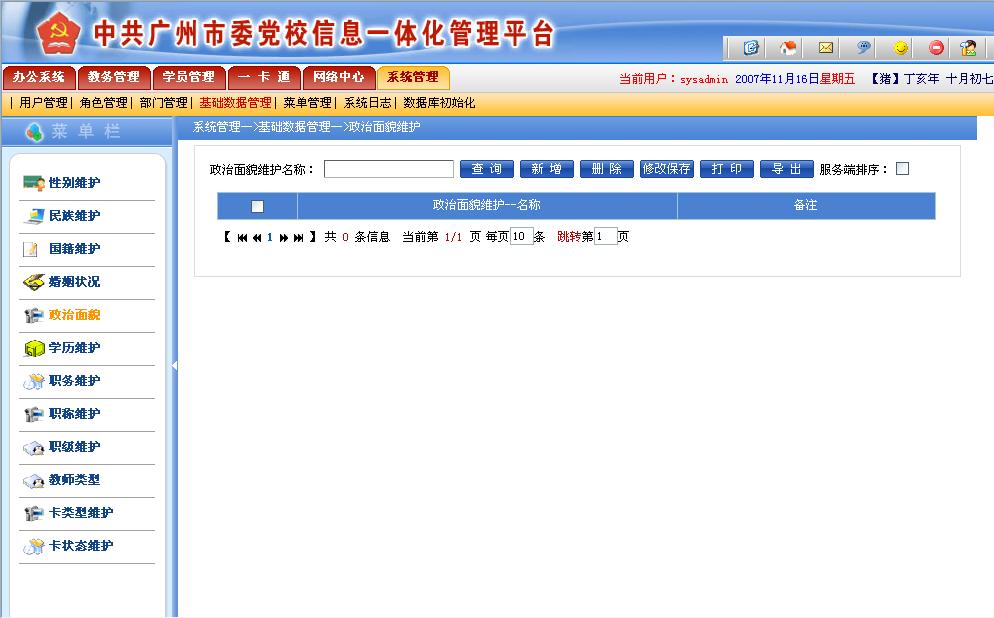 中共广州市委党校信息一体化管理平台
办公系统 教务管理 学员管理 一 卡 通 网络中心 系统管理
当前用户：sysadmin 2007年11月16日星期五 【猪】丁亥年 十月初七
| 用户管理| 角色管理| 部门管理| 基础数据管理| 菜单管理| 系统日志| 数据库初始化
菜 单 栏
系统管理—>基础数据管理—>政治面貌维护
性别维护
民族维护
国籍维护
婚姻状况
政治面貌
学历维护
职务维护
职称维护
职级维护
教师类型
卡类型维护
卡状态维护
政治面貌维护名称： 查 询 新 增 删 除 修改保存 打 印 导 出 服务端排序：
政治面貌维护--名称 备注
【 1 】 共 0 条信息 当前第 1/1 页 每页10条 跳转第1页